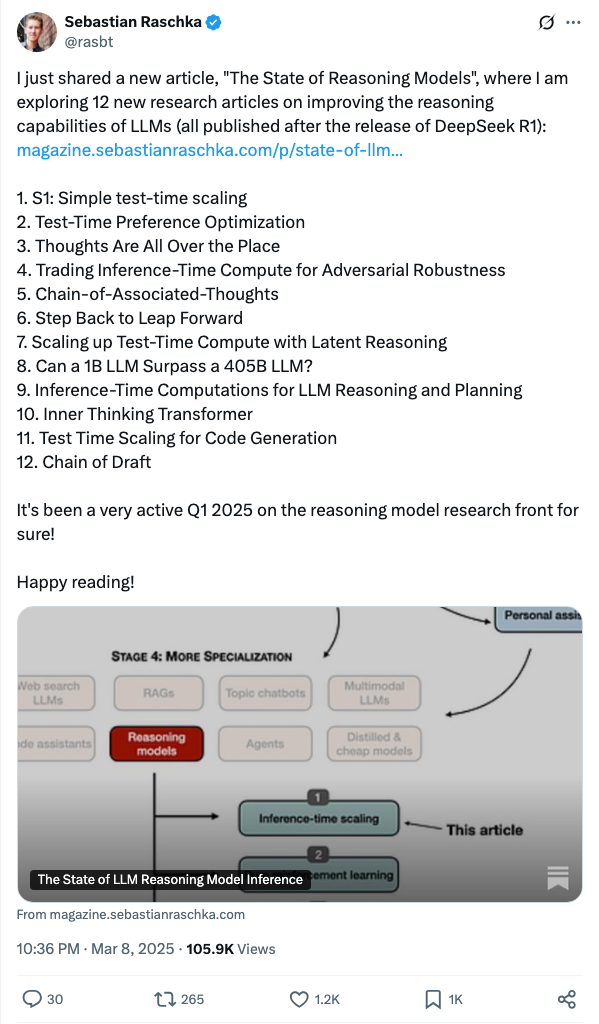 Sebastian Raschka
@rasbt
I just shared a new article, "The State of Reasoning Models", where I am
exploring 12 new research articles on improving the reasoning
capabilities of LLMs (all published after the release of DeepSeek R1):
magazine.sebastianraschka.com/p/state-of-llm...
1. S1: Simple test-time scaling
2. Test-Time Preference Optimization
3. Thoughts Are All Over the Place
4. Trading Inference-Time Compute for Adversarial Robustness
5. Chain-of-Associated-Thoughts
6. Step Back to Leap Forward
7. Scaling up Test-Time Compute with Latent Reasoning
8. Can a 1B LLM Surpass a 405B LLM?
9. Inference-Time Computations for LLM Reasoning and Planning
10. Inner Thinking Transformer
11. Test Time Scaling for Code Generation
12. Chain of Draft
It's been a very active Q1 2025 on the reasoning model research front for
sure!
Happy reading!
Personal assis
STAGE 4: MORE SPECIALIZATION
Web search
LLMs
RAGs
Topic chatbots
Multimodal
LLMs
de assistants
Reasoning
models
Agents
Distilled &
cheap models
1
Inference-time scaling
This article
2
ement learning
The State of LLM Reasoning Model Inference
From magazine.sebastianraschka.com
10:36 PM · Mar 8, 2025 · 105.9K Views
30 265 1.2K 1K